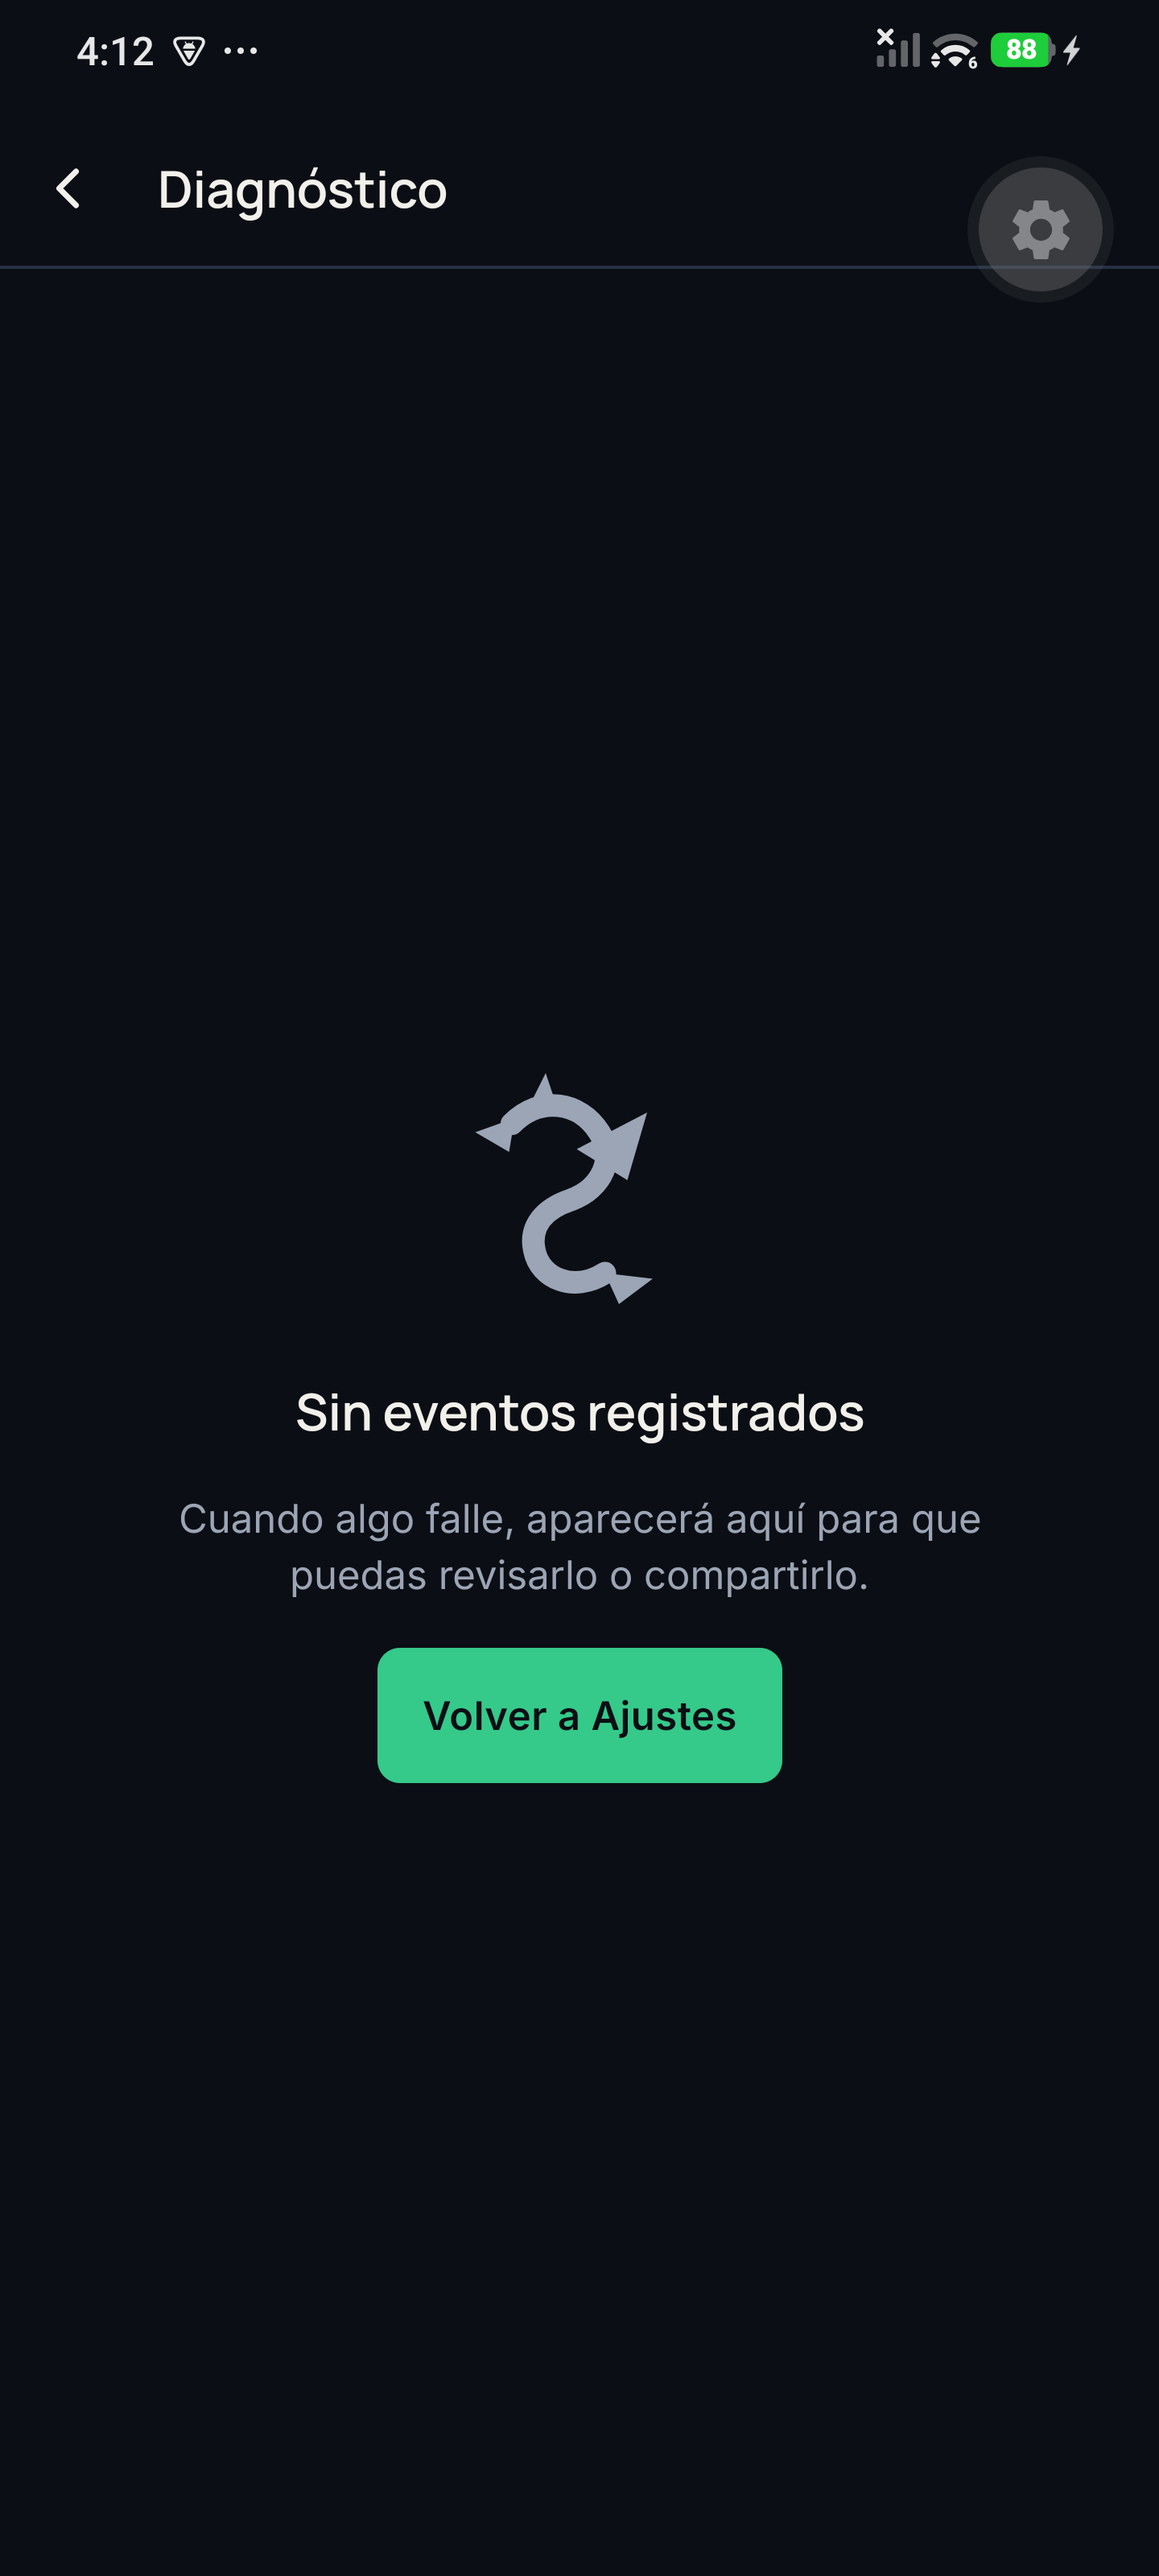 4:12
6
88
Diagnóstico
Sin eventos registrados
Cuando algo falle, aparecerá aquí para que
puedas revisarlo o compartirlo.
Volver a Ajustes